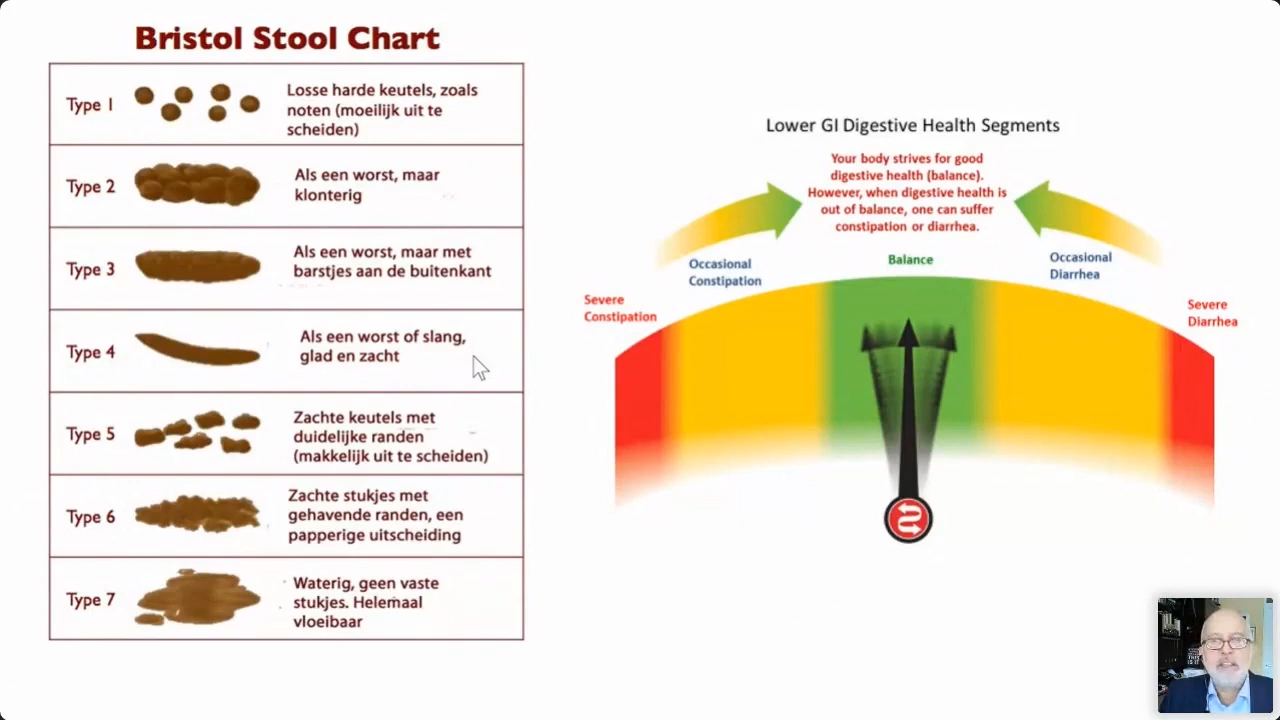 Bristol Stool Chart
Type 1
Losse harde keutels, zoals
noten (moeilijk uit te
scheiden)
Type 2
Als een worst, maar
klonterig
Type 3
Als een worst, maar met
barstjes aan de buitenkant
Type 4
Als een worst of slang,
glad en zacht
Type 5
Zachte keutels met
duidelijke randen
(makkelijk uit te scheiden)
Type 6
Zachte stukjes met
gehavende randen, een
papperige uitscheiding
Type 7
Waterig, geen vaste
stukjes. Helemaal
vloeibaar
Lower GI Digestive Health Segments
Your body strives for good
digestive health (balance).
However, when digestive health is
out of balance, one can suffer
constipation or diarrhea.
Severe
Constipation
Occasional
Constipation
Balance
Occasional
Diarrhea
Severe
Diarrhea